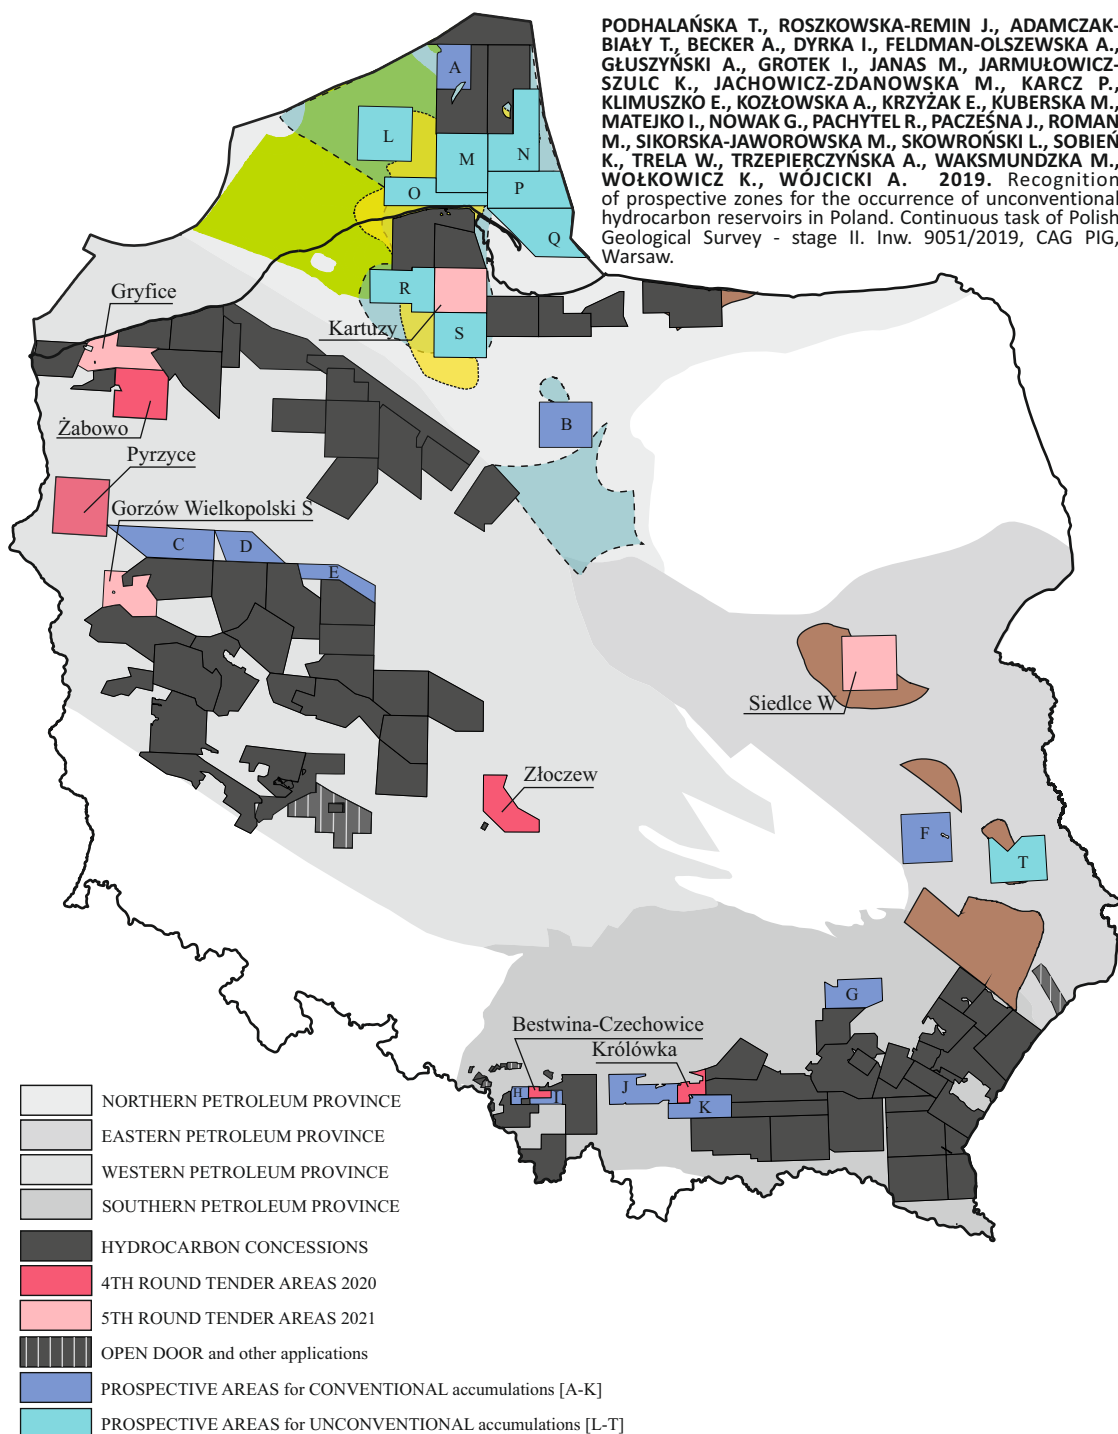 PODHALAŃSKA T., ROSZKOWSKA-REMIN J., ADAMCZAK-
BIAŁY T., BECKER A., DYRKA I., FELDMAN-OLSZEWSKA A.,
GŁUSZYŃSKI A., GROTEK I., JANAS M., JARMUŁOWICZ-
SZULC K., JACHOWICZ-ZDANOWSKA M., KARCZ P.,
KLIMUSZKO E., KOZŁOWSKA A., KRZYŻAK E., KUBERSKA M.,
MATEJKO I., NOWAK G., PACHYTEL R., PACZEŚNA J., ROMAN
M., SIKORSKA-JAWOROWSKA M., SKOWROŃSKI L., SOBIEŃ
K., TRELA W., TRZEPIERCZYŃSKA A., WAKSMUNDZKA M.,
WOŁKOWICZ K., WÓJCICKI A. 2019. Recognition
of prospective zones for the occurrence of unconventional
hydrocarbon reservoirs in Poland. Continuous task of Polish
Geological Survey - stage II. Inw. 9051/2019, CAG PIG,
Warsaw.
A
L
M
N
O
P
Q
R
S
Gryfice
Kartuzy
Żabowo
B
Pyrzyce
Gorzów Wielkopolski S
C
D
E
Siedlce W
Złoczew
F
T
G
Bestwina-Czechowice
Królówka
H
I
J
K
NORTHERN PETROLEUM PROVINCE
EASTERN PETROLEUM PROVINCE
WESTERN PETROLEUM PROVINCE
SOUTHERN PETROLEUM PROVINCE
HYDROCARBON CONCESSIONS
4TH ROUND TENDER AREAS 2020
5TH ROUND TENDER AREAS 2021
OPEN DOOR and other applications
PROSPECTIVE AREAS for CONVENTIONAL accumulations [A-K]
PROSPECTIVE AREAS for UNCONVENTIONAL accumulations [L-T]